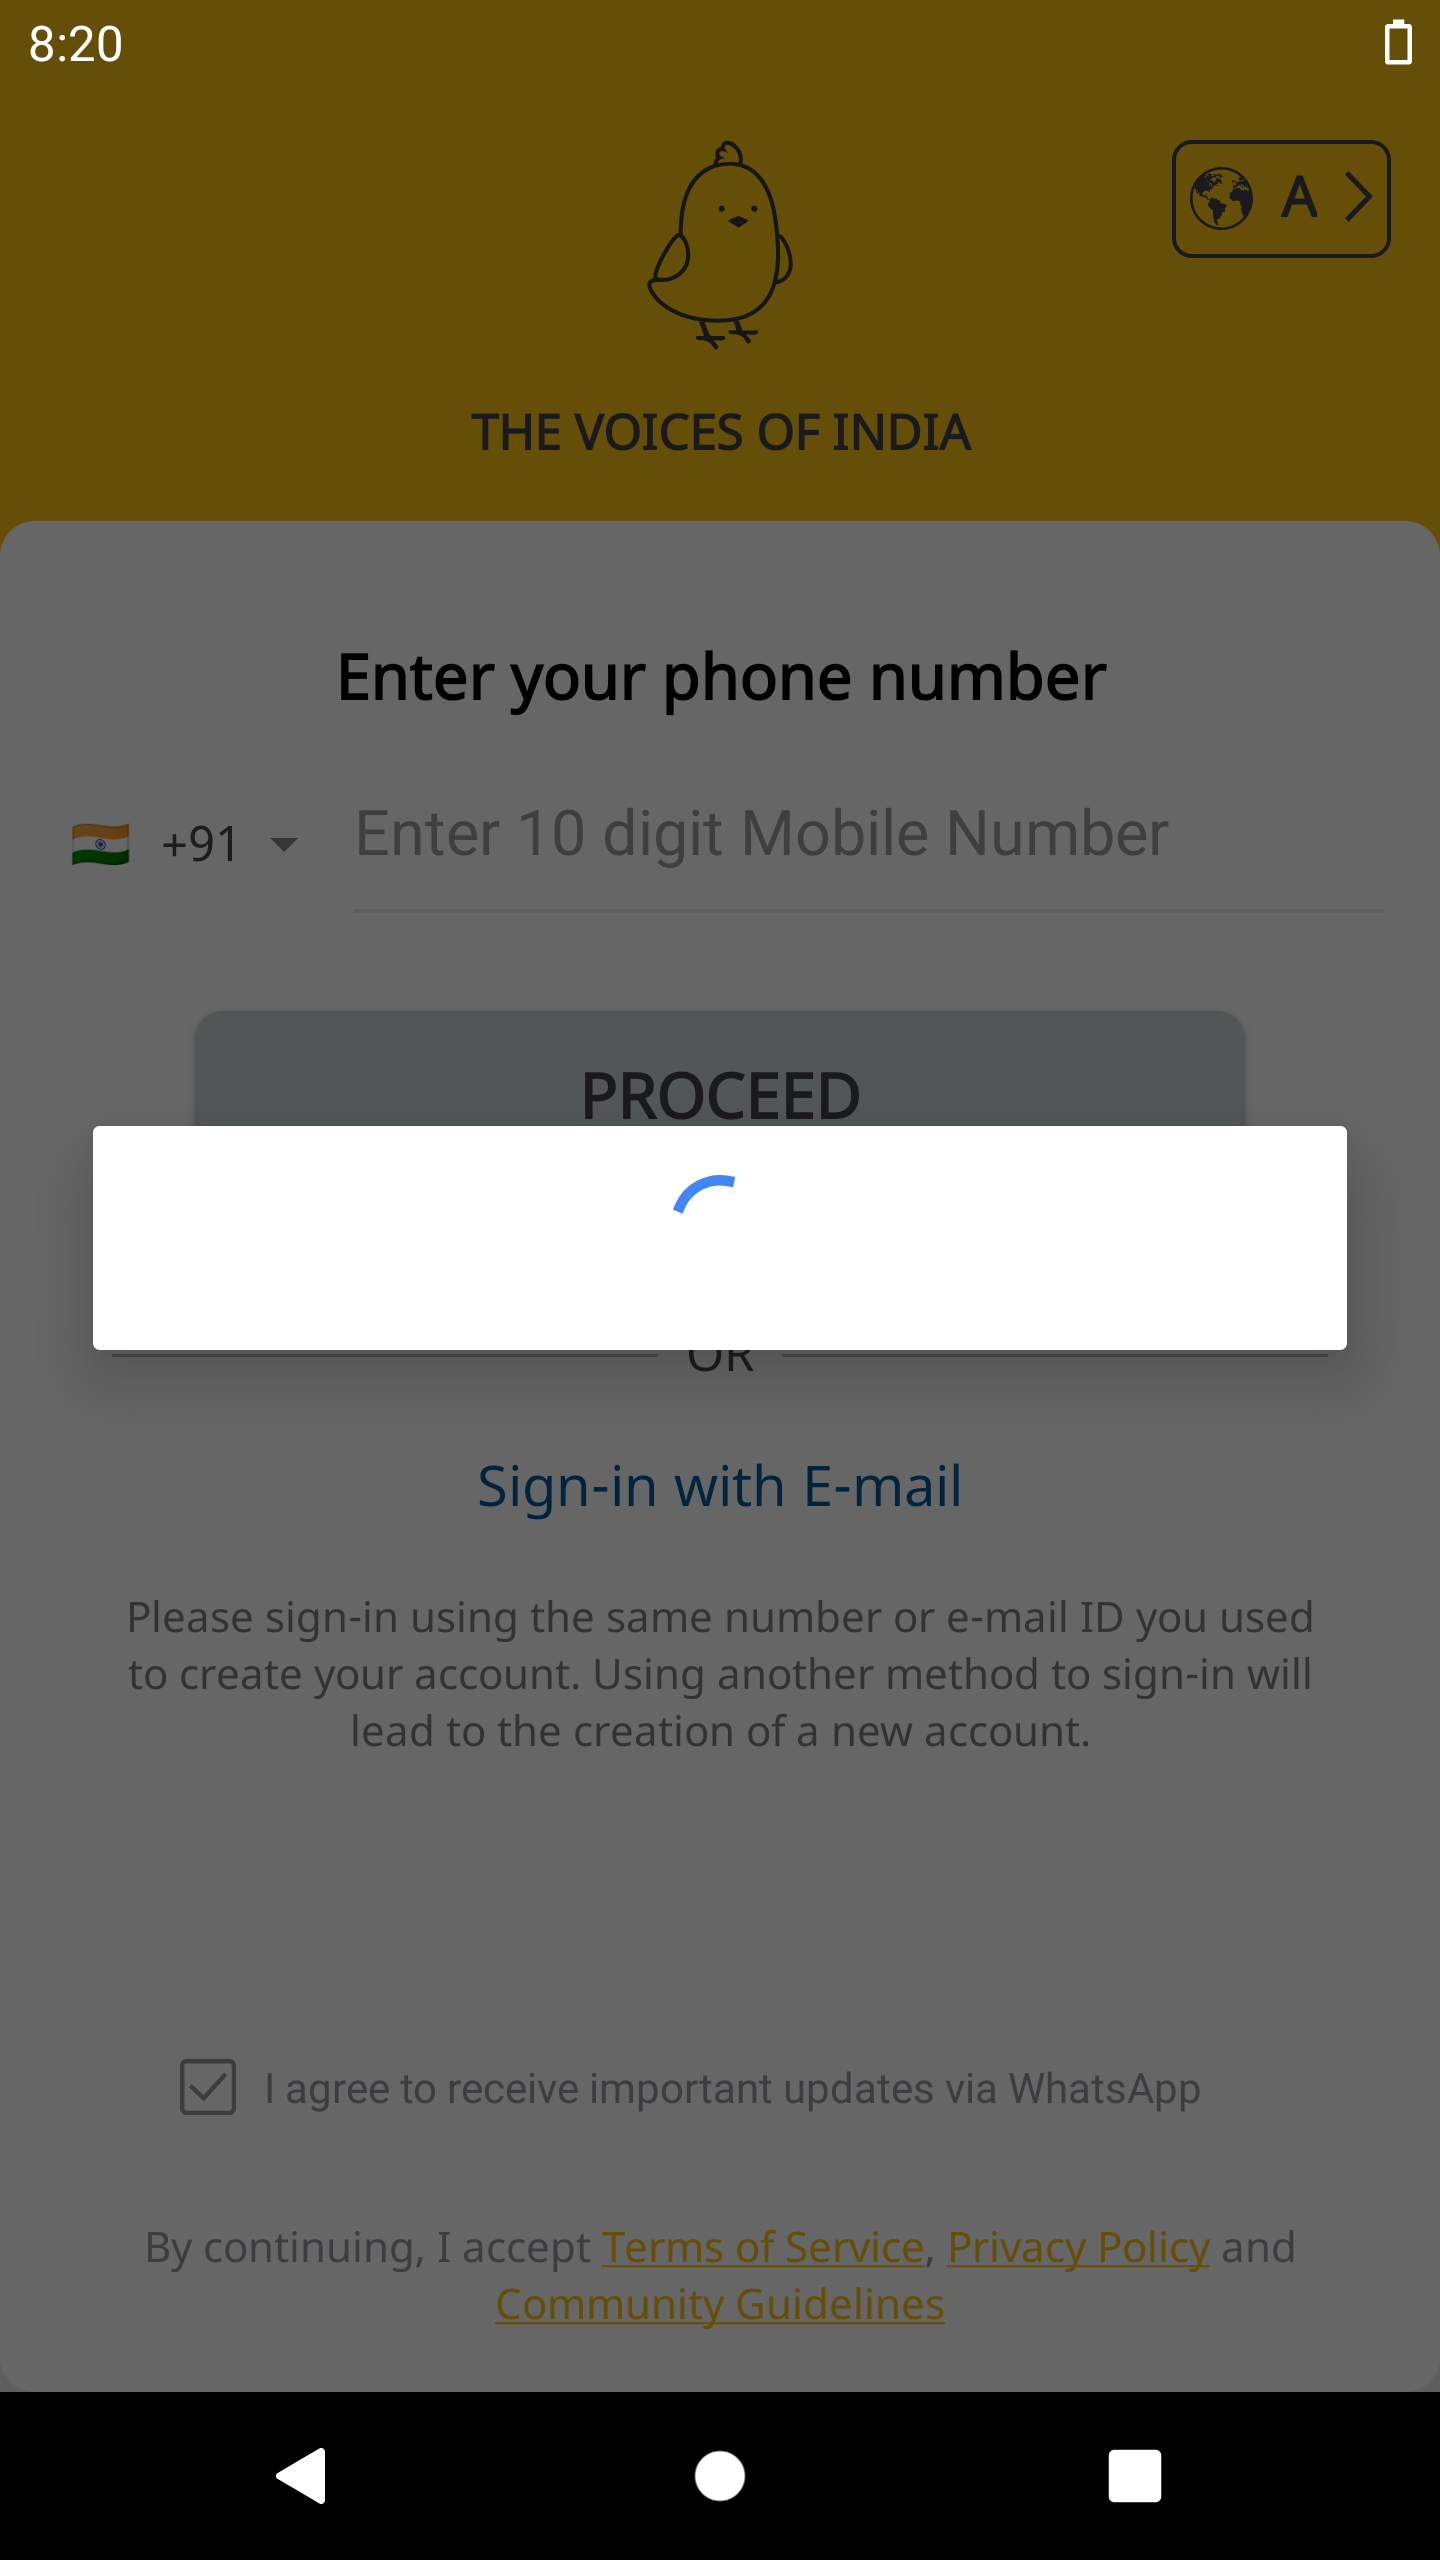 8:20
A
THE VOICES OF INDIA
Enter your phone number
+91
Enter 10 digit Mobile Number
PROCEED
OR
Sign-in with E-mail
Please sign-in using the same number or e-mail ID you used
to create your account. Using another method to sign-in will
lead to the creation of a new account.
I agree to receive important updates via WhatsApp
By continuing, I accept Terms of Service, Privacy Policy and
Community Guidelines